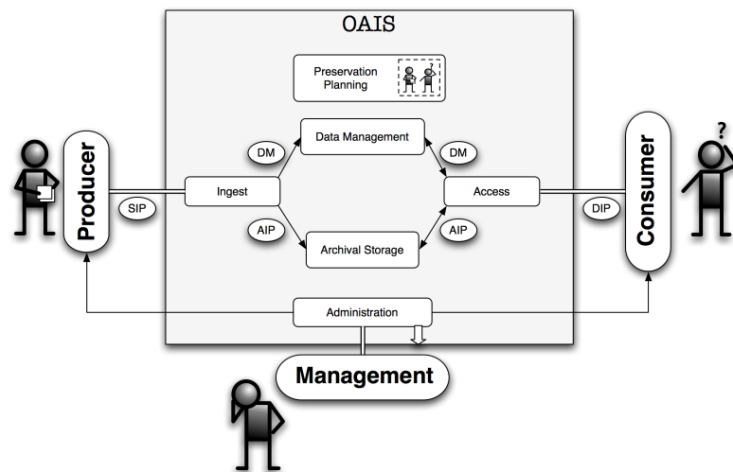 OAIS
Preservation
Planning
?
Data Management
DM
DM
?
Producer
SIP
Ingest
Access
DIP
Consumer
AIP
AIP
Archival Storage
Administration
Management